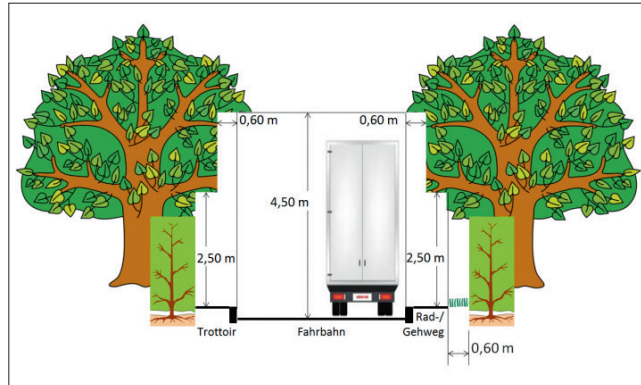 0,60 m
0,60 m
4,50 m
2,50 m
2,50 m
Trottoir
Fahrbahn
Rad-/
Gehweg
0,60 m